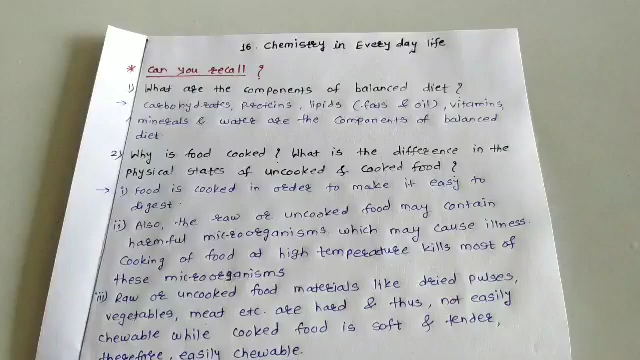 16. Chemistry in Every day life
* Can you recall ?
1) What are the components of balanced diet ?
→ Carbohydrates, proteins, lipids (fats & oil), vitamins,
minerals & water are the components of balanced
diet.
2) Why is food cooked ? What is the difference in the
physical states of uncooked & cooked food ?
→ i) Food is cooked in order to make it easy to
digest.
ii) Also, the raw or uncooked food may contain
harmful microorganisms which may cause illness.
Cooking of food at high temperature kills most of
these microorganisms
iii) Raw or uncooked food materials like dried pulses,
vegetables, meat etc. are hard & thus, not easily
chewable while cooked food is soft & tender,
therefore, easily chewable.